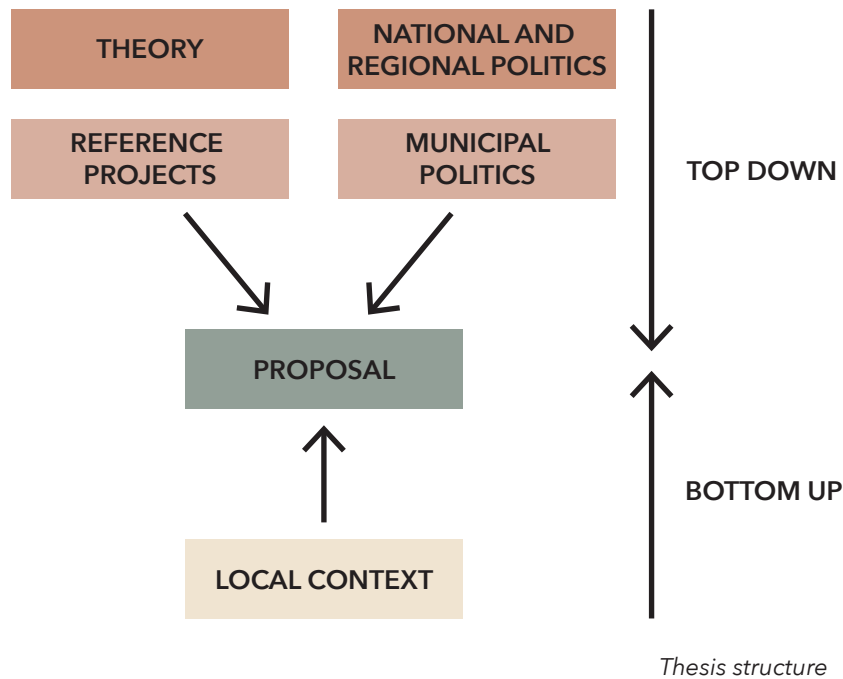 THEORY
NATIONAL AND
REGIONAL POLITICS
REFERENCE
PROJECTS
MUNICIPAL
POLITICS
TOP DOWN
PROPOSAL
BOTTOM UP
LOCAL CONTEXT
Thesis structure